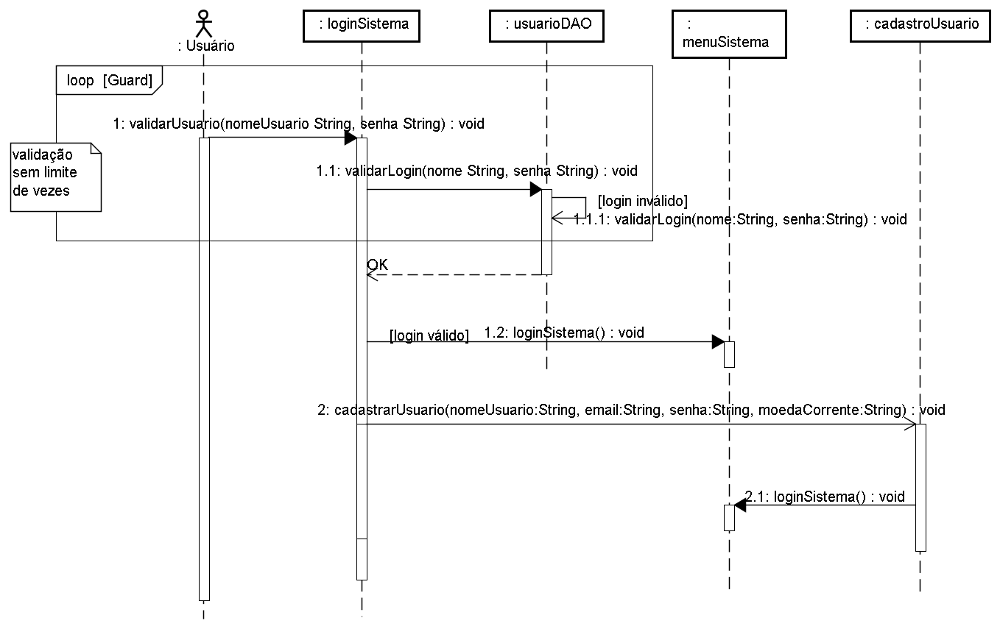 : Usuário
: loginSistema
: usuarioDAO
:
menuSistema
: cadastroUsuario
loop [Guard]
1: validarUsuario(nomeUsuario String, senha String) : void
validação
sem limite
de vezes
1.1: validarLogin(nome String, senha String) : void
[login inválido]
1.1.1: validarLogin(nome:String, senha:String) : void
OK
[login válido]
1.2: loginSistema() : void
2: cadastrarUsuario(nomeUsuario:String, email:String, senha:String, moedaCorrente:String) : void
2.1: loginSistema() : void